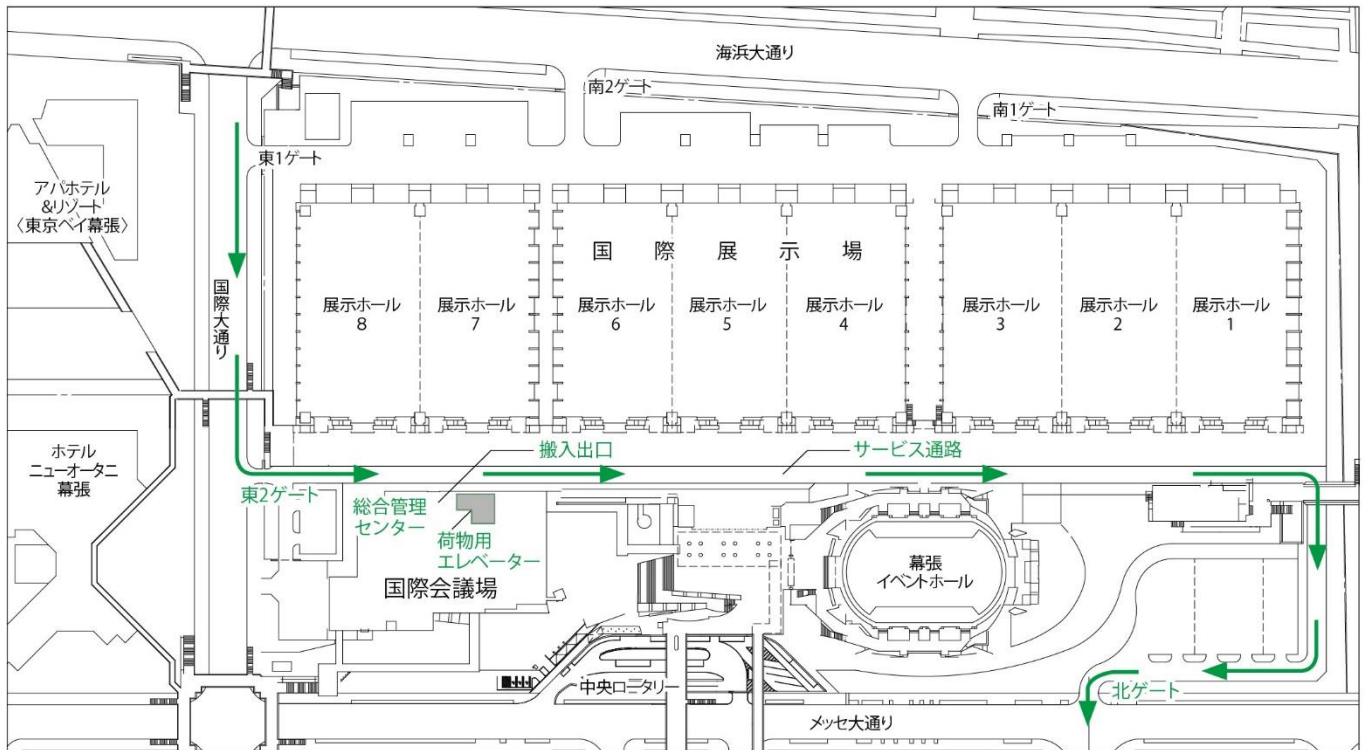 海浜大通り
南2ゲート
南1ゲート
東1ゲート
アパホテル
&リゾート
〈東京ベイ幕張〉
国際展示場
国際大通り
展示ホール
8
展示ホール
7
展示ホール
6
展示ホール
5
展示ホール
4
展示ホール
3
展示ホール
2
展示ホール
1
ホテル
ニューオータニ
幕張
搬入出口
サービス通路
東2ゲート
総合管理
センター
荷物用
エレベーター
国際会議場
幕張
イベントホール
中央ロータリー
北ゲート
メッセ大通り